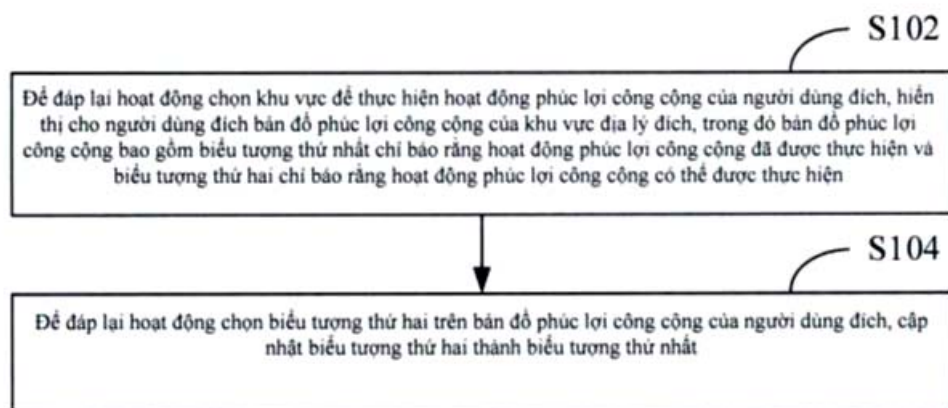 S102
Để đáp lại hoạt động chọn khu vực để thực hiện hoạt động phúc lợi công cộng của người dùng đích, hiển
thị cho người dùng đích bản đồ phúc lợi công cộng của khu vực địa lý đích, trong đó bản đồ phúc lợi
công cộng bao gồm biểu tượng thứ nhất chỉ báo rằng hoạt động phúc lợi công cộng đã được thực hiện và
biểu tượng thứ hai chỉ báo rằng hoạt động phúc lợi công cộng có thể được thực hiện
S104
Để đáp lại hoạt động chọn biểu tượng thứ hai trên bản đồ phúc lợi công cộng của người dùng đích, cập
nhật biểu tượng thứ hai thành biểu tượng thứ nhất